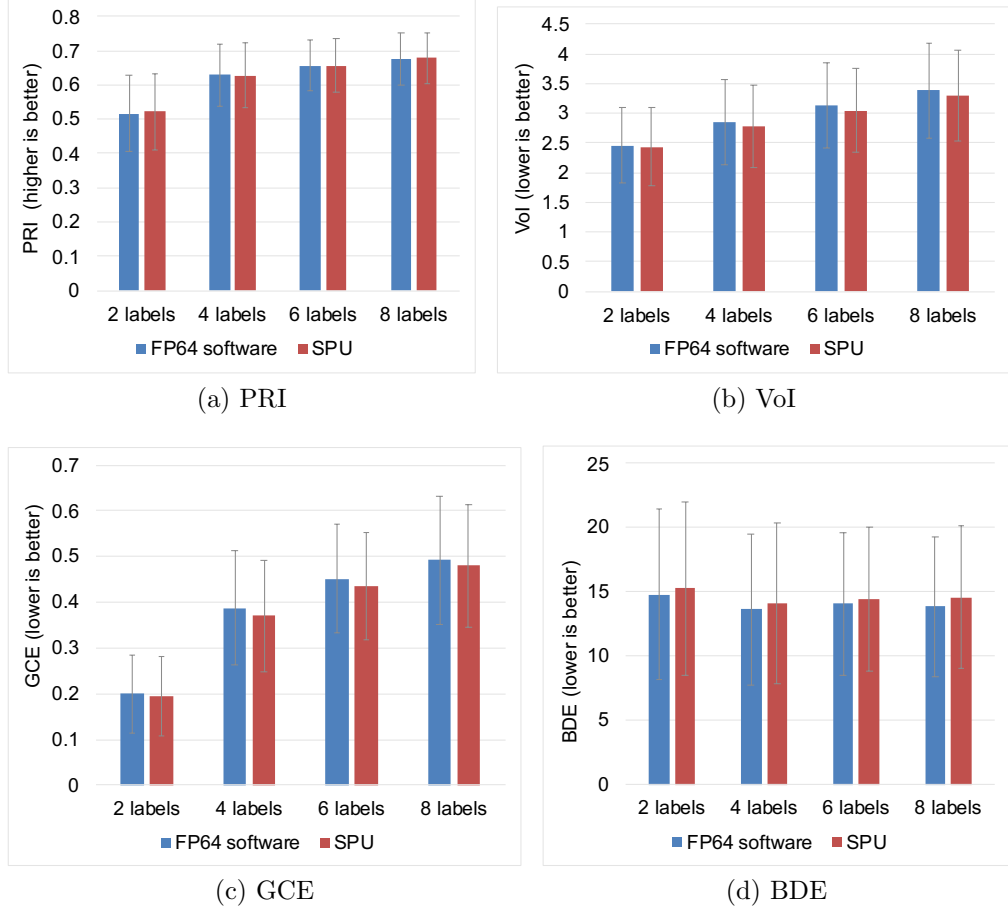 PRI (higher is better)
0.8
0.7
0.6
0.5
0.4
0.3
0.2
0.1
0
2 labels 4 labels 6 labels 8 labels
FP64 software SPU
(a) PRI
VoI (lower is better)
4.5
4
3.5
3
2.5
2
1.5
1
0.5
2 labels 4 labels 6 labels 8 labels
FP64 software SPU
(b) VoI
GCE (lower is better)
0.7
0.6
0.5
0.4
0.3
0.2
0.1
0
2 labels 4 labels 6 labels 8 labels
FP64 software SPU
(c) GCE
BDE (lower is better)
25
20
15
10
5
0
2 labels 4 labels 6 labels 8 labels
FP64 software SPU
(d) BDE